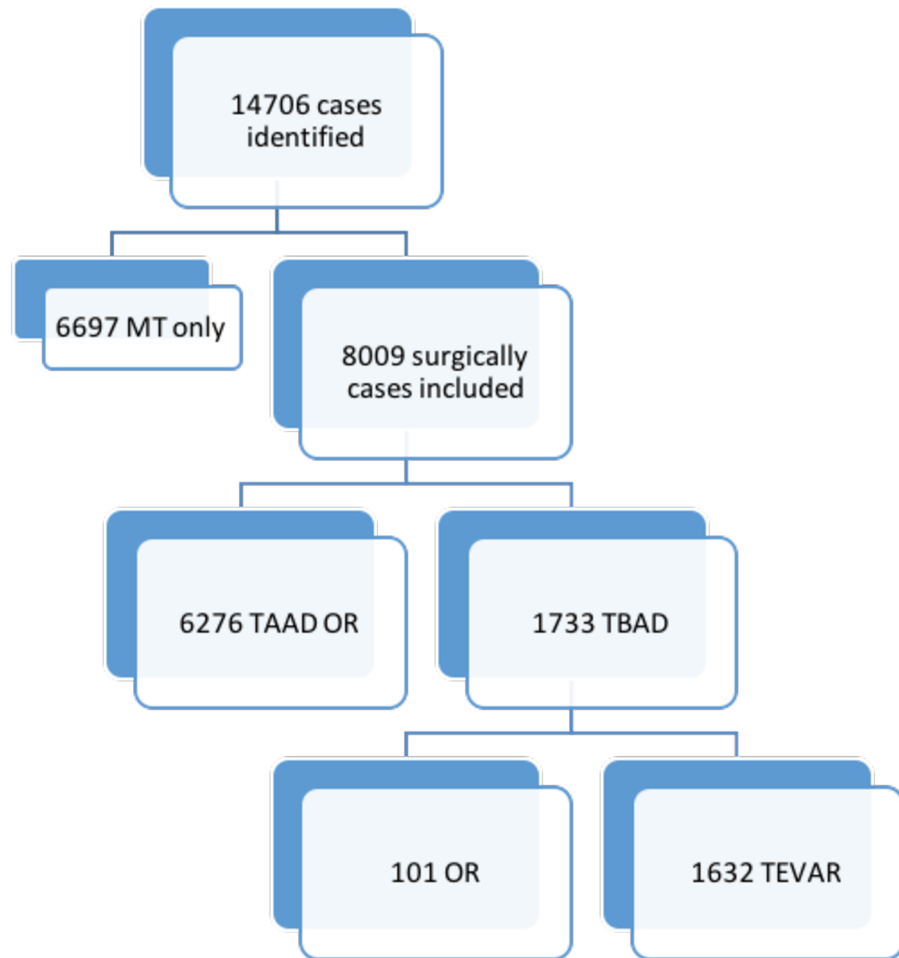 14706 cases
identified
6697 MT only
8009 surgically
cases included
6276 TAAD OR
1733 TBAD
101 OR
1632 TEVAR